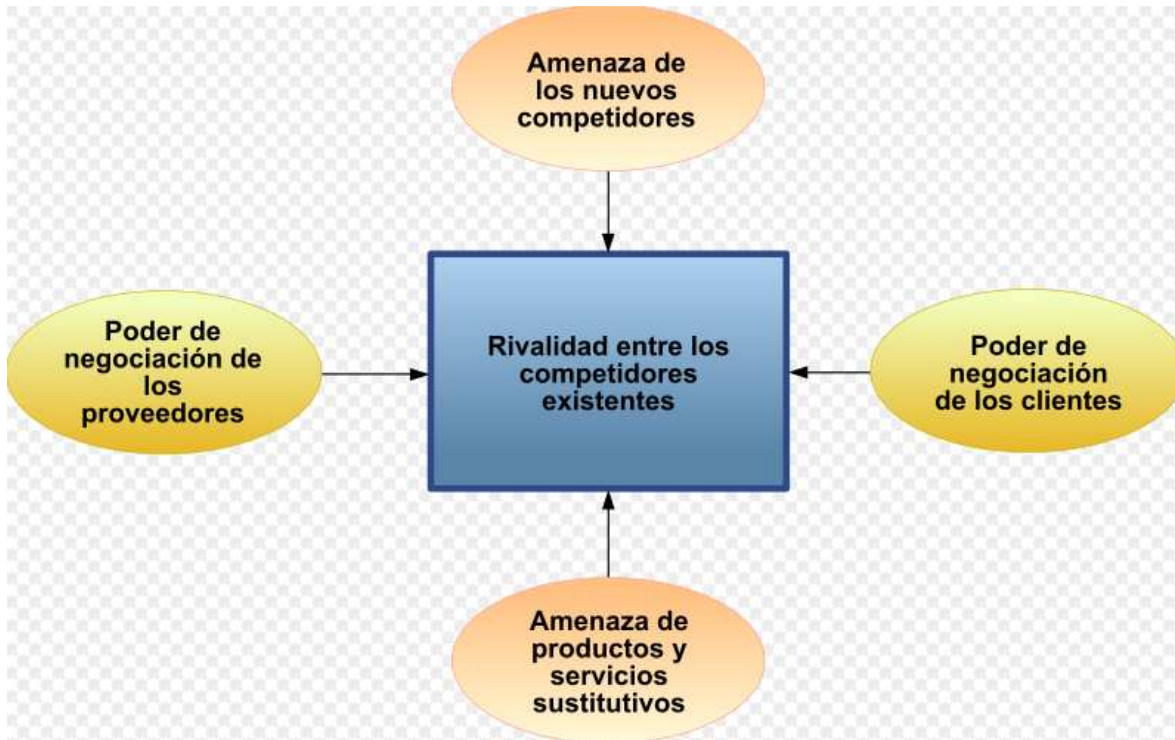 Amenaza de
los nuevos
competidores
Poder de
negociación de
los
proveedores
Rivalidad entre los
competidores
existentes
Poder de
negociación
de los clientes
Amenaza de
productos y
servicios
sustitutivos